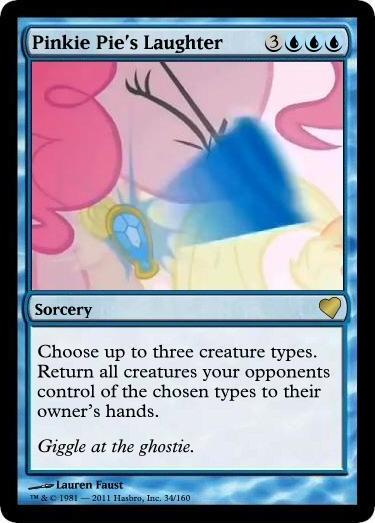 Pinkie Pie's Laughter 3
Sorcery
Choose up to three creature types.
Return all creatures your opponents
control of the chosen types to their
owner's hands.
Giggle at the ghostie.
Lauren Faust
™ & © 1981 — 2011 Hasbro, Inc. 34/160